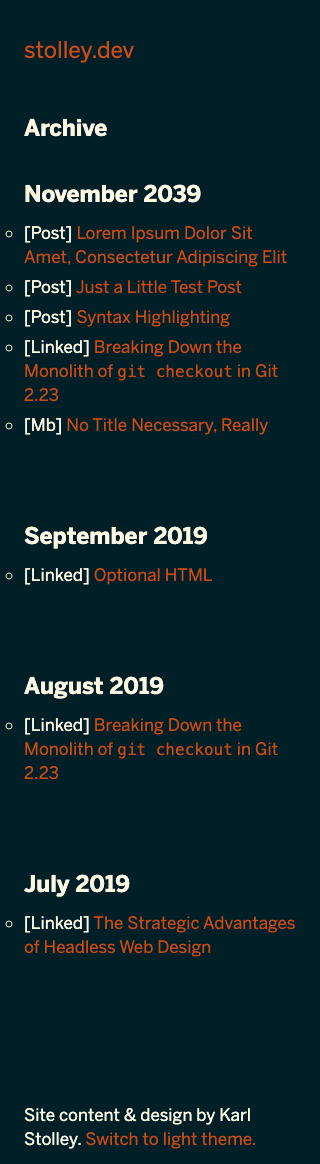 stolley.dev
Archive
November 2039
[Post] Lorem Ipsum Dolor Sit
Amet, Consectetur Adipiscing Elit
[Post] Just a Little Test Post
[Post] Syntax Highlighting
[Linked] Breaking Down the
Monolith of git checkout in Git
2.23
[Mb] No Title Necessary, Really
September 2019
[Linked] Optional HTML
August 2019
[Linked] Breaking Down the
Monolith of git checkout in Git
2.23
July 2019
[Linked] The Strategic Advantages
of Headless Web Design
Site content & design by Karl
Stolley. Switch to light theme.